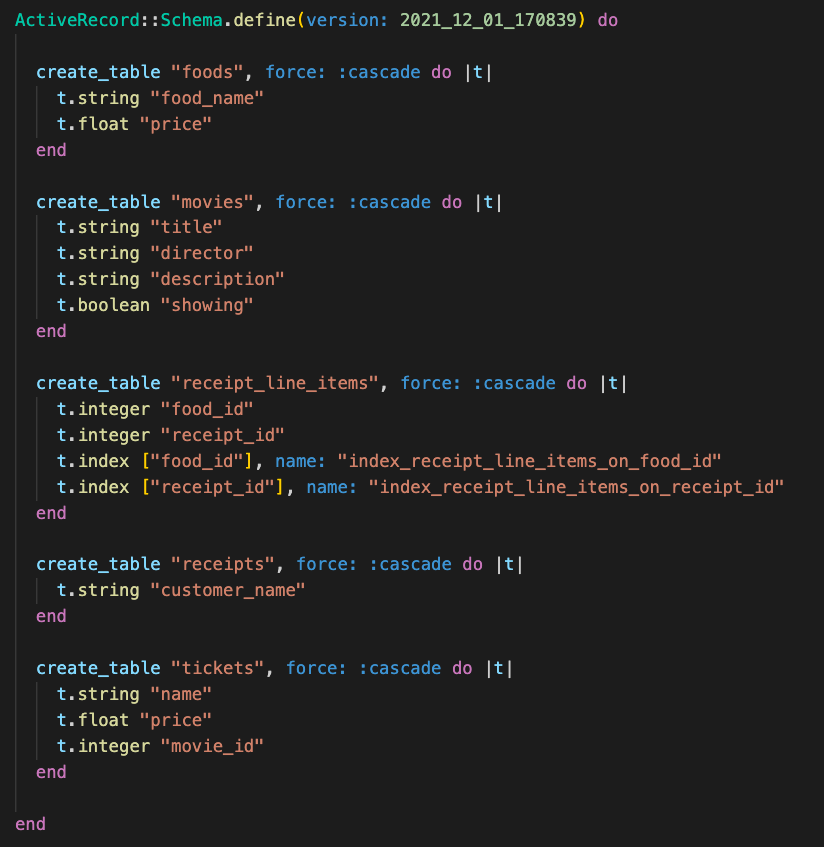 ActiveRecord::Schema.define(version: 2021_12_01_170839) do
create_table "foods", force: :cascade do |t|
t.string "food_name"
t.float "price"
end
create_table "movies", force: :cascade do |t|
t.string "title"
t.string "director"
t.string "description"
t.boolean "showing"
end
create_table "receipt_line_items", force: :cascade do |t|
t.integer "food_id"
t.integer "receipt_id"
t.index ["food_id"], name: "index_receipt_line_items_on_food_id"
t.index ["receipt_id"], name: "index_receipt_line_items_on_receipt_id"
end
create_table "receipts", force: :cascade do |t|
t.string "customer_name"
end
create_table "tickets", force: :cascade do |t|
t.string "name"
t.float "price"
t.integer "movie_id"
end
end